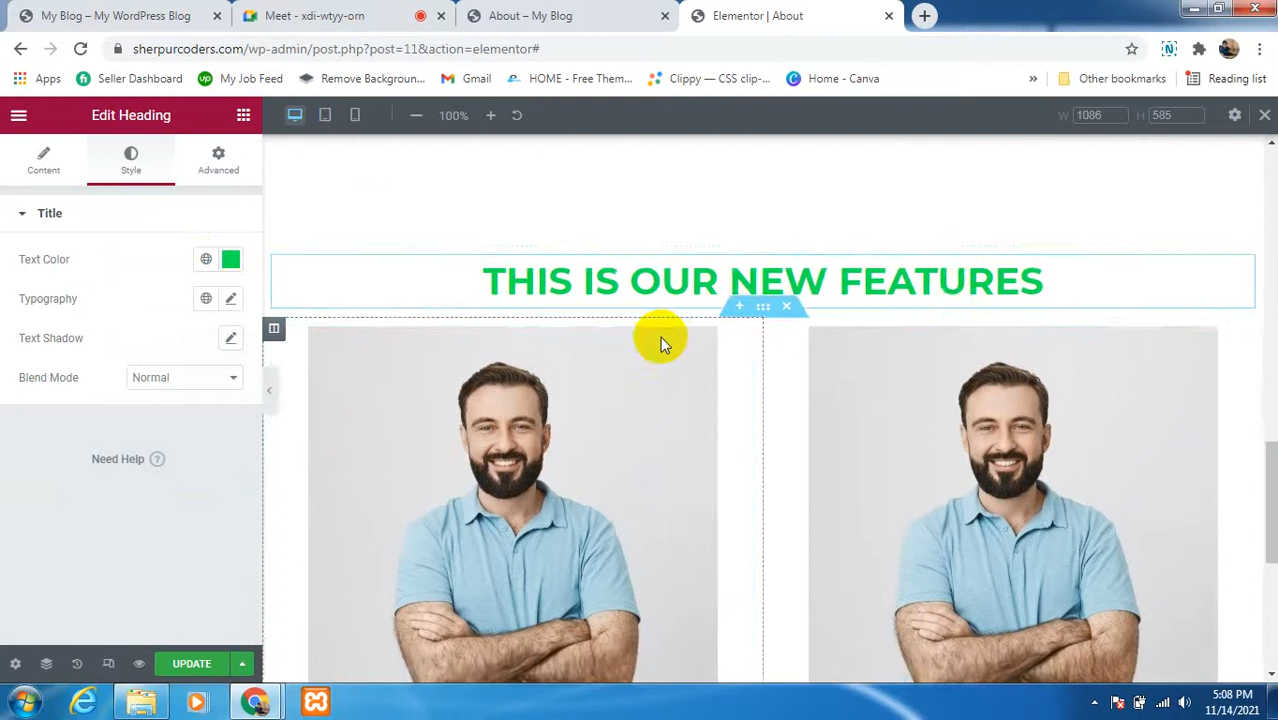 My Blog – My WordPress Blog
Meet - xdi-wtyy-orn
About – My Blog
Elementor | About
sherpurcoders.com/wp-admin/post.php?post=11&action=elementor#
Apps
Seller Dashboard
My Job Feed
Remove Backgroun...
Gmail
HOME - Free Them...
Clippy — CSS clip-...
Home - Canva
Other bookmarks
Reading list
Edit Heading
100%
W 1086
H 585
Content
Style
Advanced
Title
Text Color
Typography
Text Shadow
Blend Mode
Normal
Need Help ?
THIS IS OUR NEW FEATURES
UPDATE
5:08 PM
11/14/2021